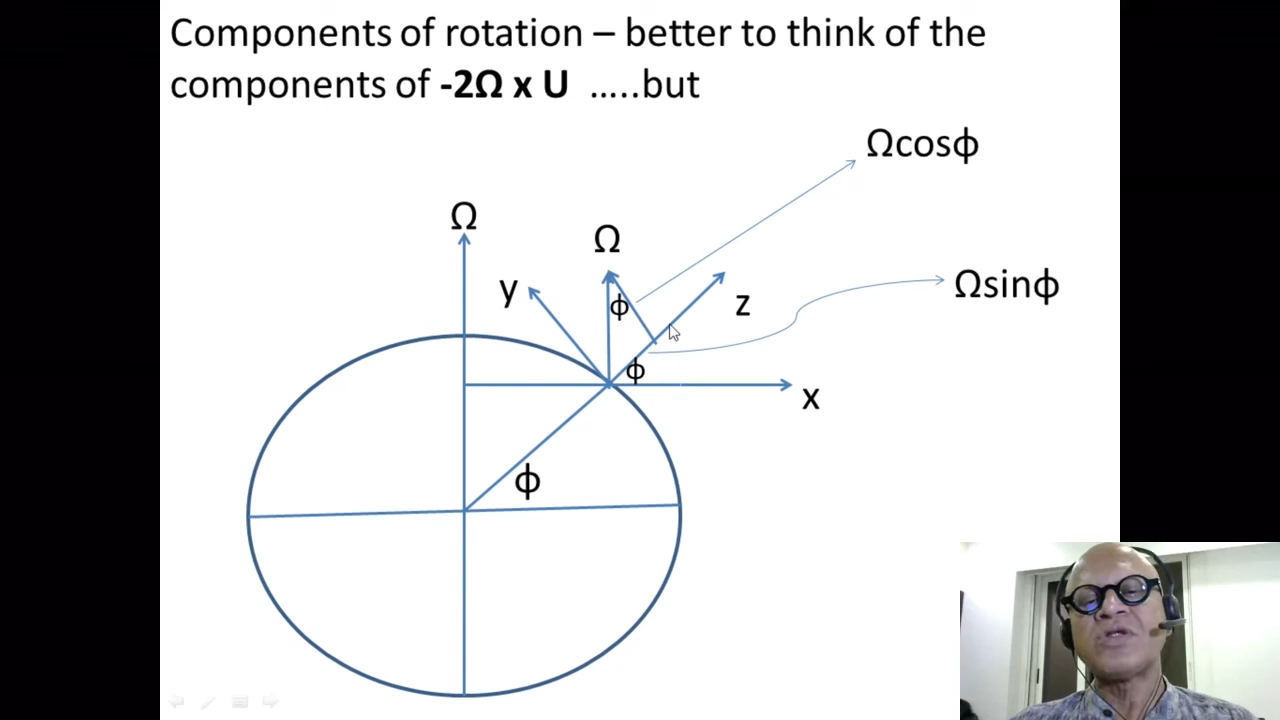 Components of rotation – better to think of the
components of -2Ω x U …..but
Ωcosϕ
Ω
Ω
y
ϕ
z
Ωsinϕ
ϕ
x
ϕ